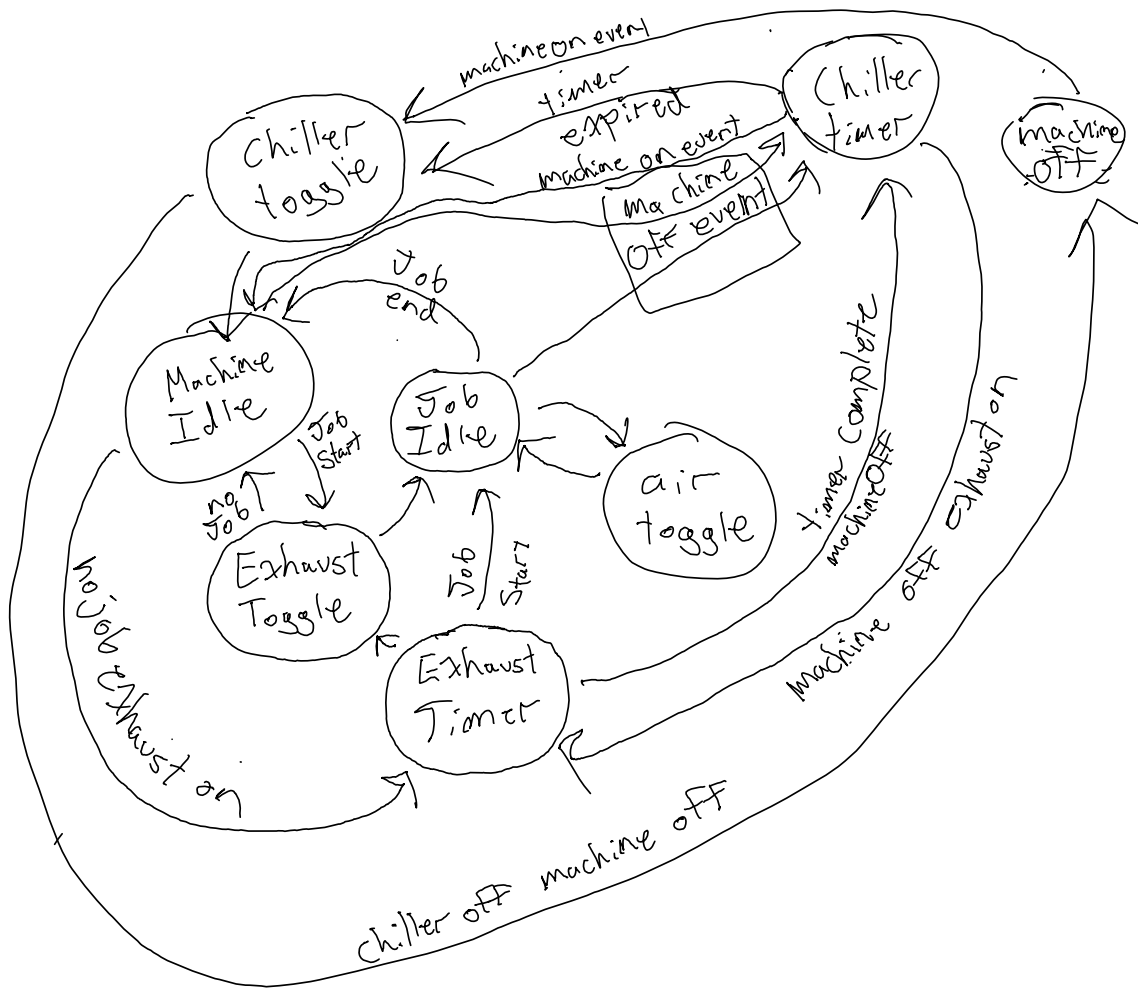 machine on event
timer
expired
machine on event
machine
off event
Chiller
timer
machine
off
Chiller
toggle
Job
end
Machine
Idle
Job
Start
Job
Idle
air
toggle
no
Job
Exhaust
Toggle
Job
Start
Exhaust
Timer
timer complete
machine off
machine off exhaust on
no job exhaust on
chiller off machine off